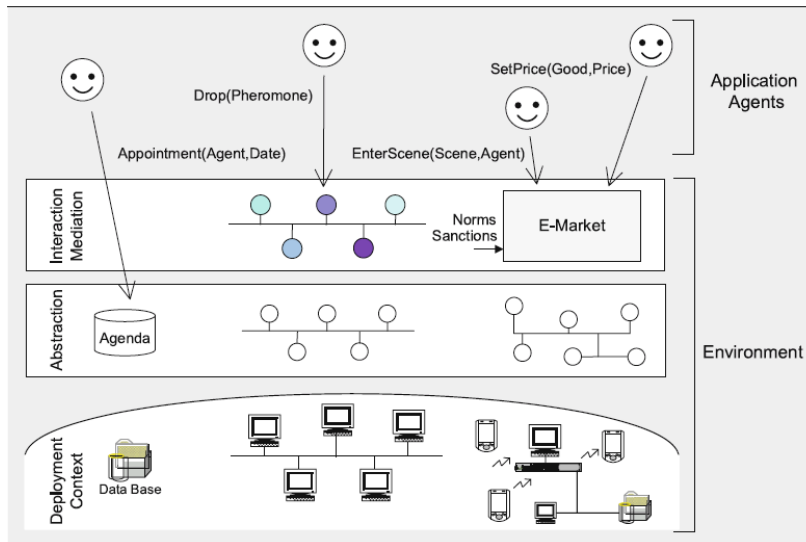 SetPrice(Good,Price)
Application
Agents
Drop(Pheromone)
Appointment(Agent,Date)
EnterScene(Scene,Agent)
Interaction
Mediation
Norms
Sanctions
E-Market
Abstraction
Agenda
Environment
Deployment
Context
Data Base